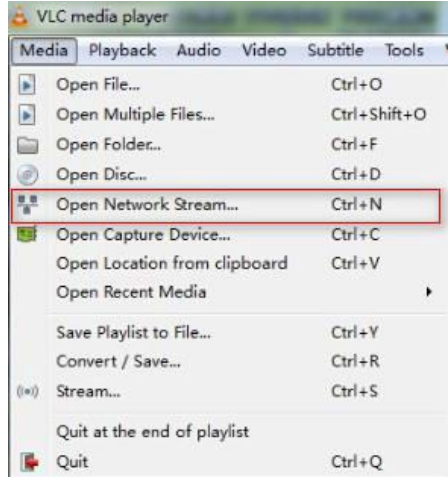 VLC media player
Media Playback Audio Video Subtitle Tools
Open File... Ctrl+O
Open Multiple Files... Ctrl+Shift+O
Open Folder... Ctrl+F
Open Disc... Ctrl+D
Open Network Stream... Ctrl+N
Open Capture Device... Ctrl+C
Open Location from clipboard Ctrl+V
Open Recent Media
Save Playlist to File... Ctrl+Y
Convert / Save... Ctrl+R
Stream... Ctrl+S
Quit at the end of playlist
Quit Ctrl+Q